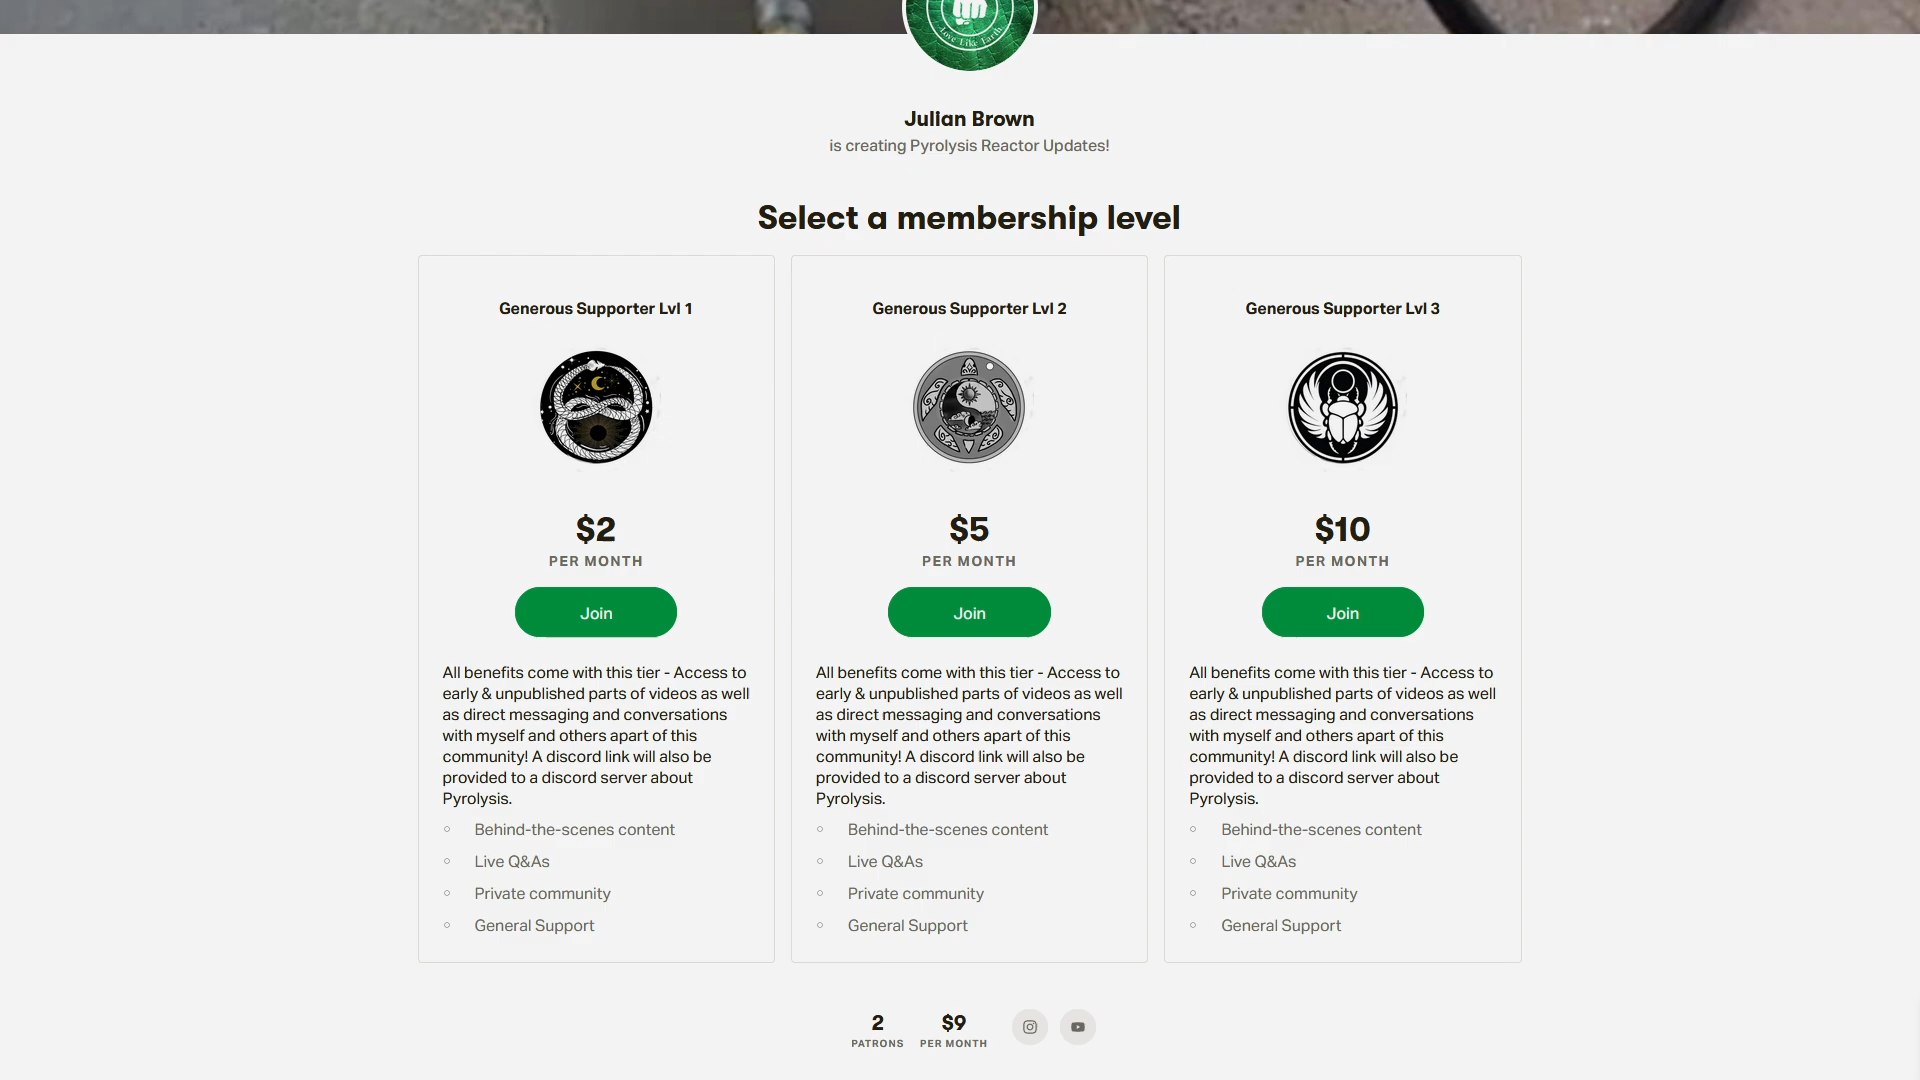 Love Like Earth
Julian Brown
is creating Pyrolysis Reactor Updates!
Select a membership level
Generous Supporter Lvl 1
$2
PER MONTH
Join
All benefits come with this tier - Access to
early & unpublished parts of videos as well
as direct messaging and conversations
with myself and others apart of this
community! A discord link will also be
provided to a discord server about
Pyrolysis.
Behind-the-scenes content
Live Q&As
Private community
General Support
Generous Supporter Lvl 2
$5
PER MONTH
Join
All benefits come with this tier - Access to
early & unpublished parts of videos as well
as direct messaging and conversations
with myself and others apart of this
community! A discord link will also be
provided to a discord server about
Pyrolysis.
Behind-the-scenes content
Live Q&As
Private community
General Support
Generous Supporter Lvl 3
$10
PER MONTH
Join
All benefits come with this tier - Access to
early & unpublished parts of videos as well
as direct messaging and conversations
with myself and others apart of this
community! A discord link will also be
provided to a discord server about
Pyrolysis.
Behind-the-scenes content
Live Q&As
Private community
General Support
2
PATRONS
$9
PER MONTH